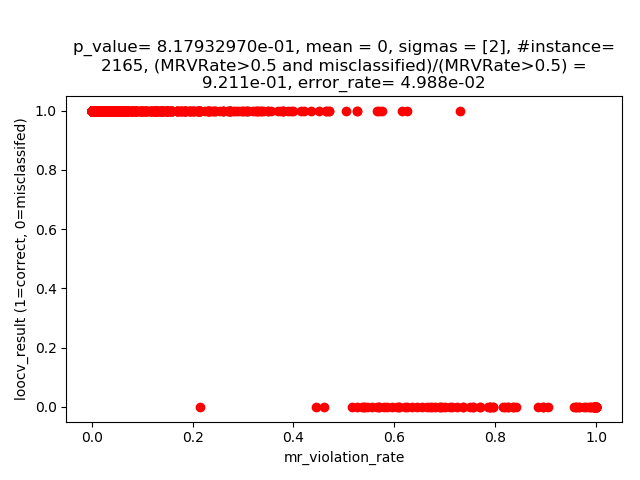 p_value= 8.17932970e-01, mean = 0, sigmas = [2], #instance=
2165, (MRVRate>0.5 and misclassified)/(MRVRate>0.5) =
9.211e-01, error_rate= 4.988e-02
1.0
0.8
0.6
0.4
0.2
0.0
loocv_result (1=correct, 0=misclassifed)
0.0 0.2 0.4 0.6 0.8 1.0
mr_violation_rate